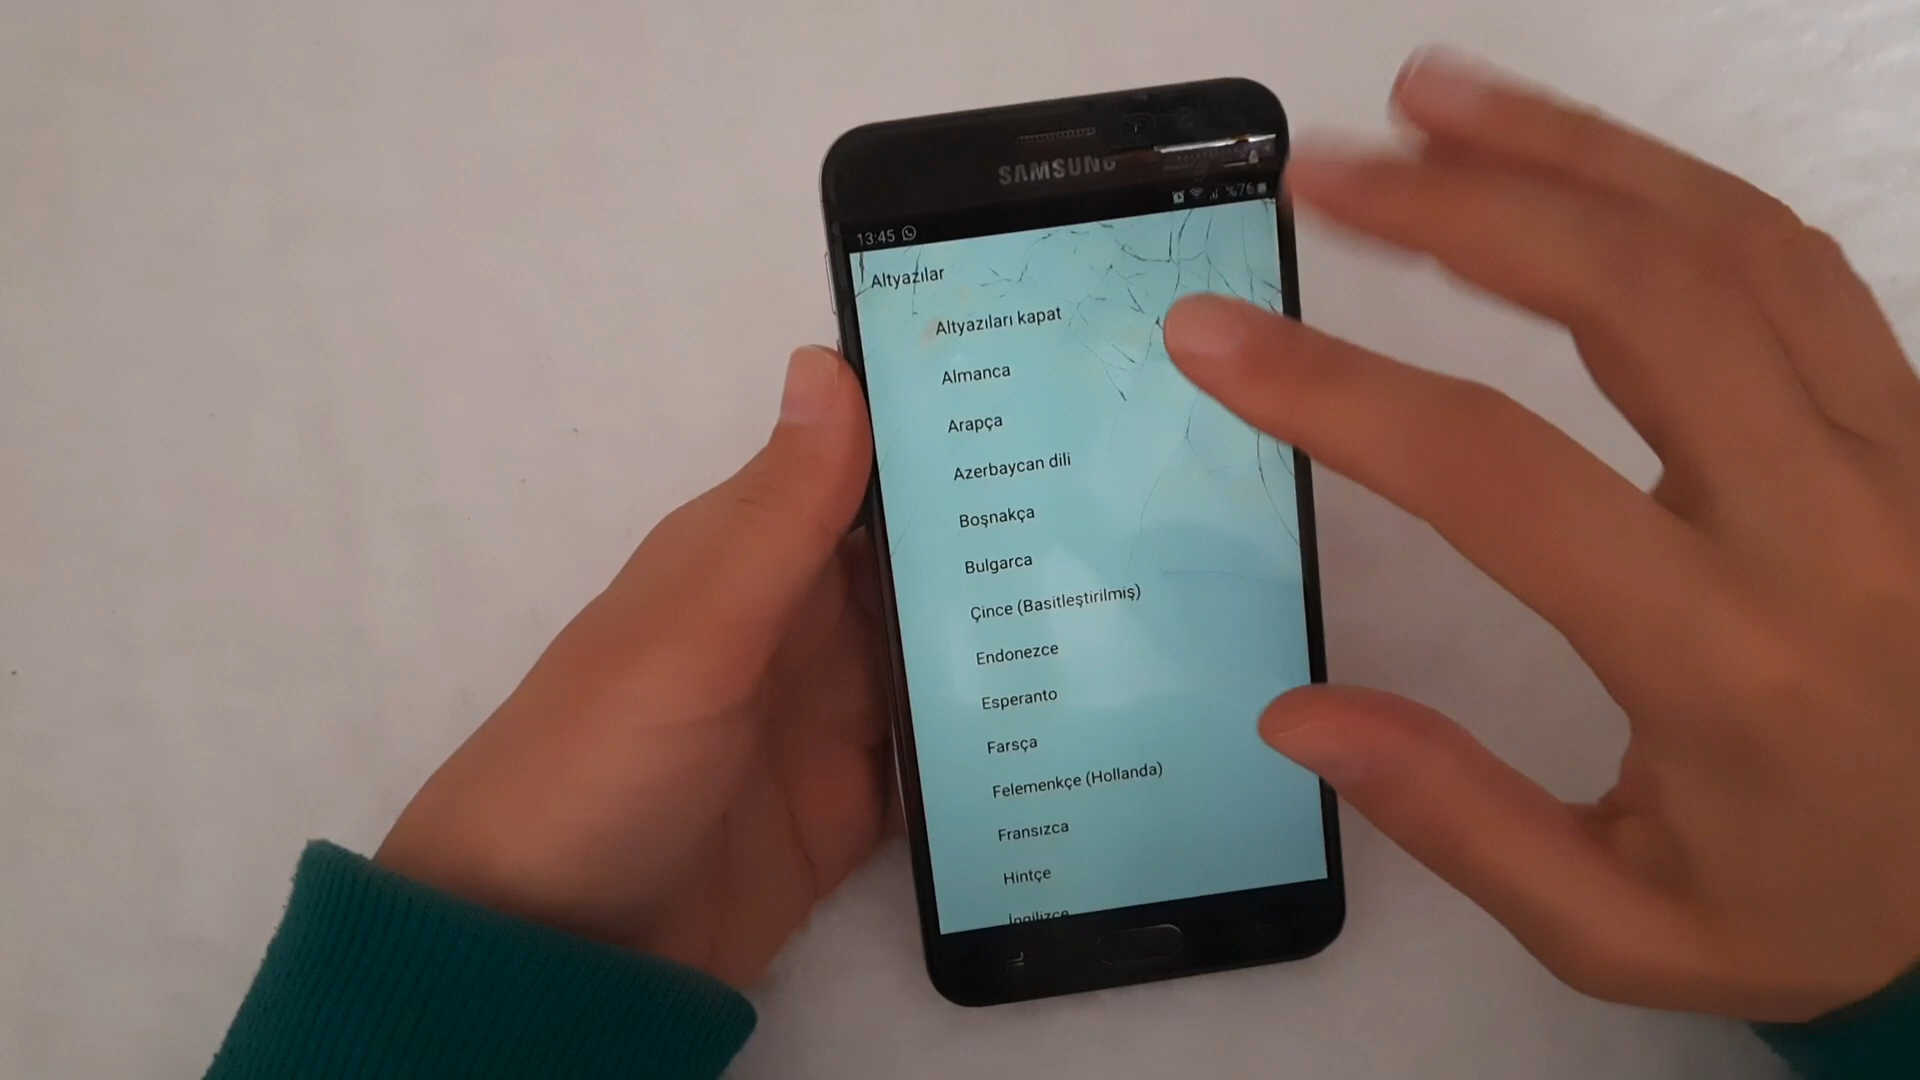 SAMSUNG
%76
13:45
Altyazılar
Altyazıları kapat
Almanca
Arapça
Azerbaycan dili
Boşnakça
Bulgarca
Çince (Basitleştirilmiş)
Endonezce
Esperanto
Farsça
Felemenkçe (Hollanda)
Fransızca
Hintçe
İngilizce